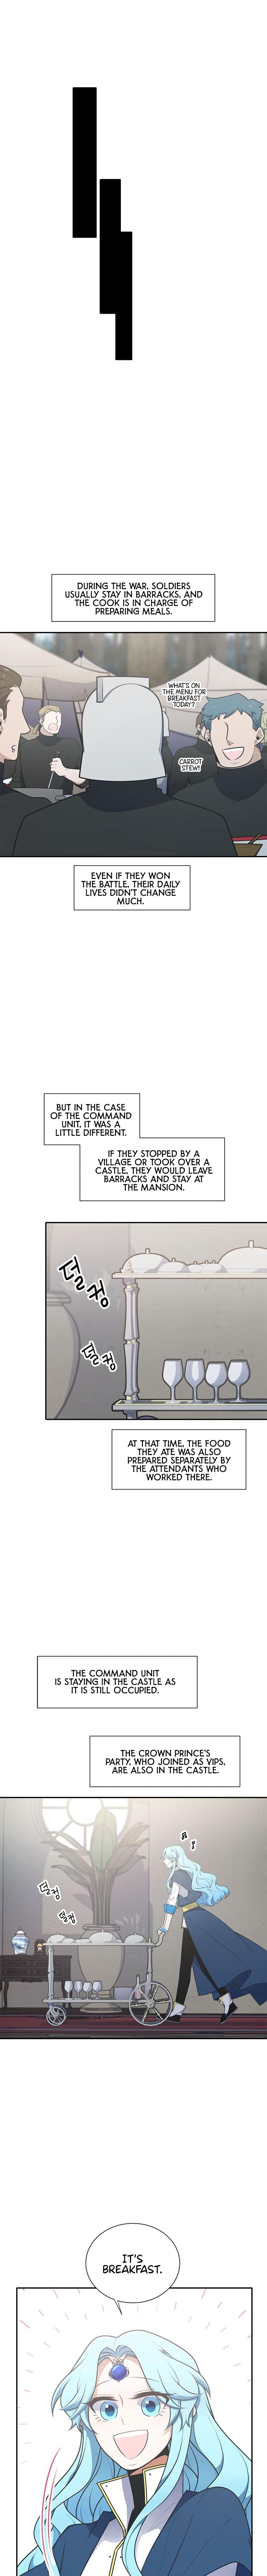 DURING THE WAR, SOLDIERS
USUALLY STAY IN BARRACKS, AND
THE COOK IS IN CHARGE OF
PREPARING MEALS.
WHAT'S ON
THE MENU FOR
BREAKFAST
TODAY?
CARROT
STEW!!
EVEN IF THEY WON
THE BATTLE, THEIR DAILY
LIVES DIDN'T CHANGE
MUCH.
BUT IN THE CASE
OF THE COMMAND
UNIT, IT WAS A
LITTLE DIFFERENT.
IF THEY STOPPED BY A
VILLAGE OR TOOK OVER A
CASTLE, THEY WOULD LEAVE
BARRACKS AND STAY AT
THE MANSION.
덜컹
덜컹
AT THAT TIME, THE FOOD
THEY ATE WAS ALSO
PREPARED SEPARATELY BY
THE ATTENDANTS WHO
WORKED THERE.
THE COMMAND UNIT
IS STAYING IN THE CASTLE AS
IT IS STILL OCCUPIED.
THE CROWN PRINCE'S
PARTY, WHO JOINED AS VIPS,
ARE ALSO IN THE CASTLE.
덜컹
덜컹
IT'S
BREAKFAST.